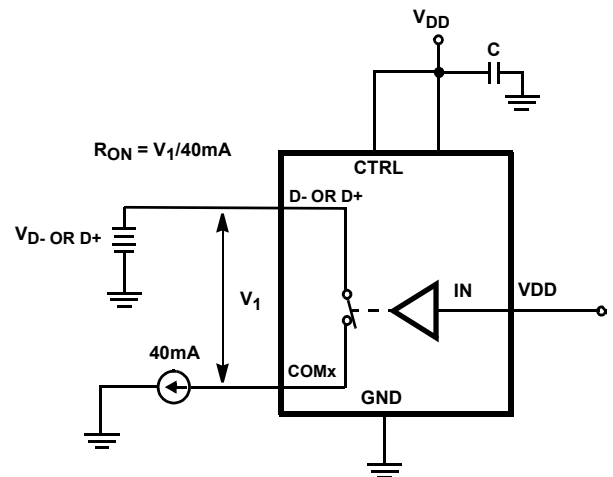 VDD
C
RON = V1/40mA
CTRL
D- OR D+
VD- OR D+
V1
IN
VDD
40mA
COMx
GND